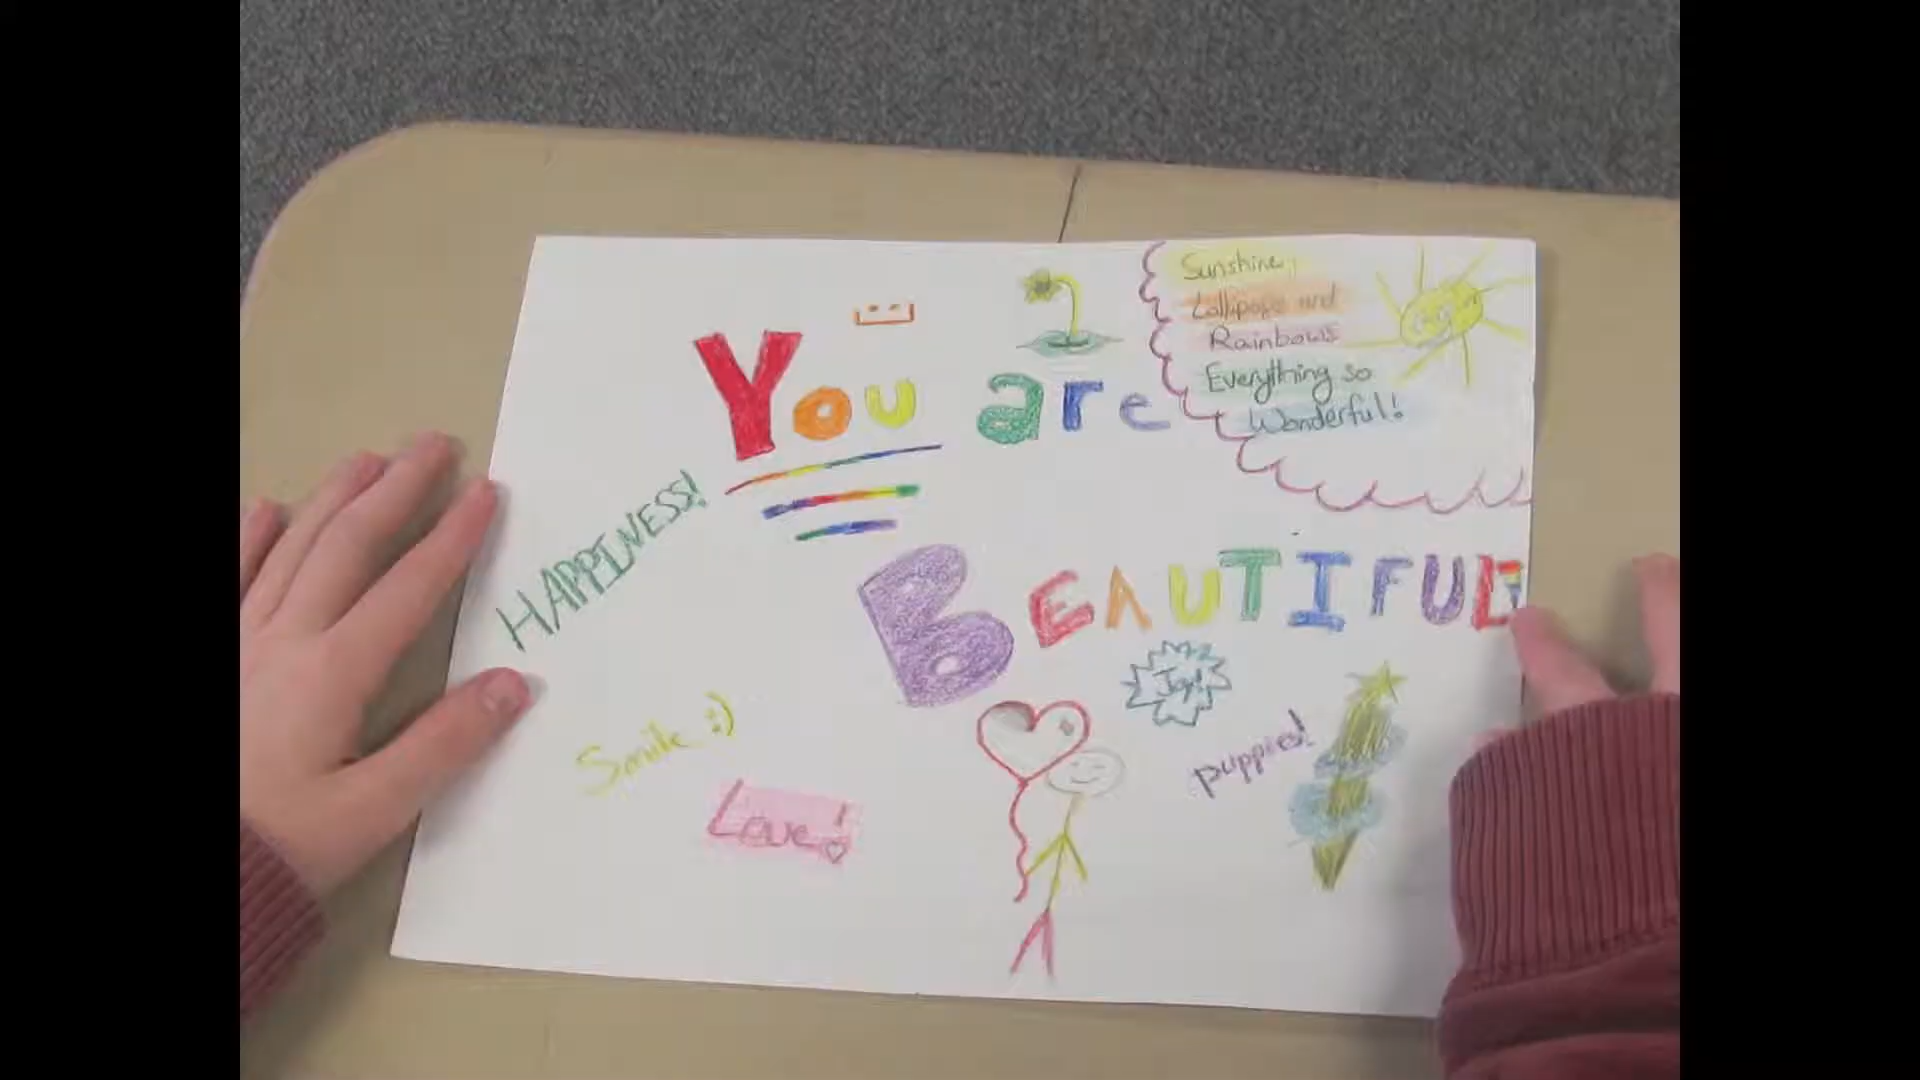 Sunshine,
Lollipops and
Rainbows
Everything so
Wonderful!
You are
HAPPINESS!
BEAUTIFUL
Joy!
Smile :)
puppies!
Love!